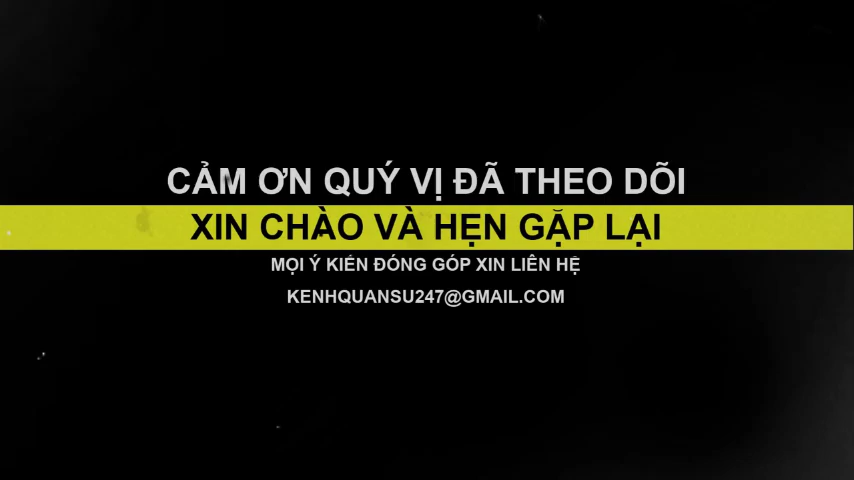 CẢM ƠN QUÝ VỊ ĐÃ THEO DÕI
XIN CHÀO VÀ HẸN GẶP LẠI
MỌI Ý KIẾN ĐÓNG GÓP XIN LIÊN HỆ
KENHQUANSU247@GMAIL.COM